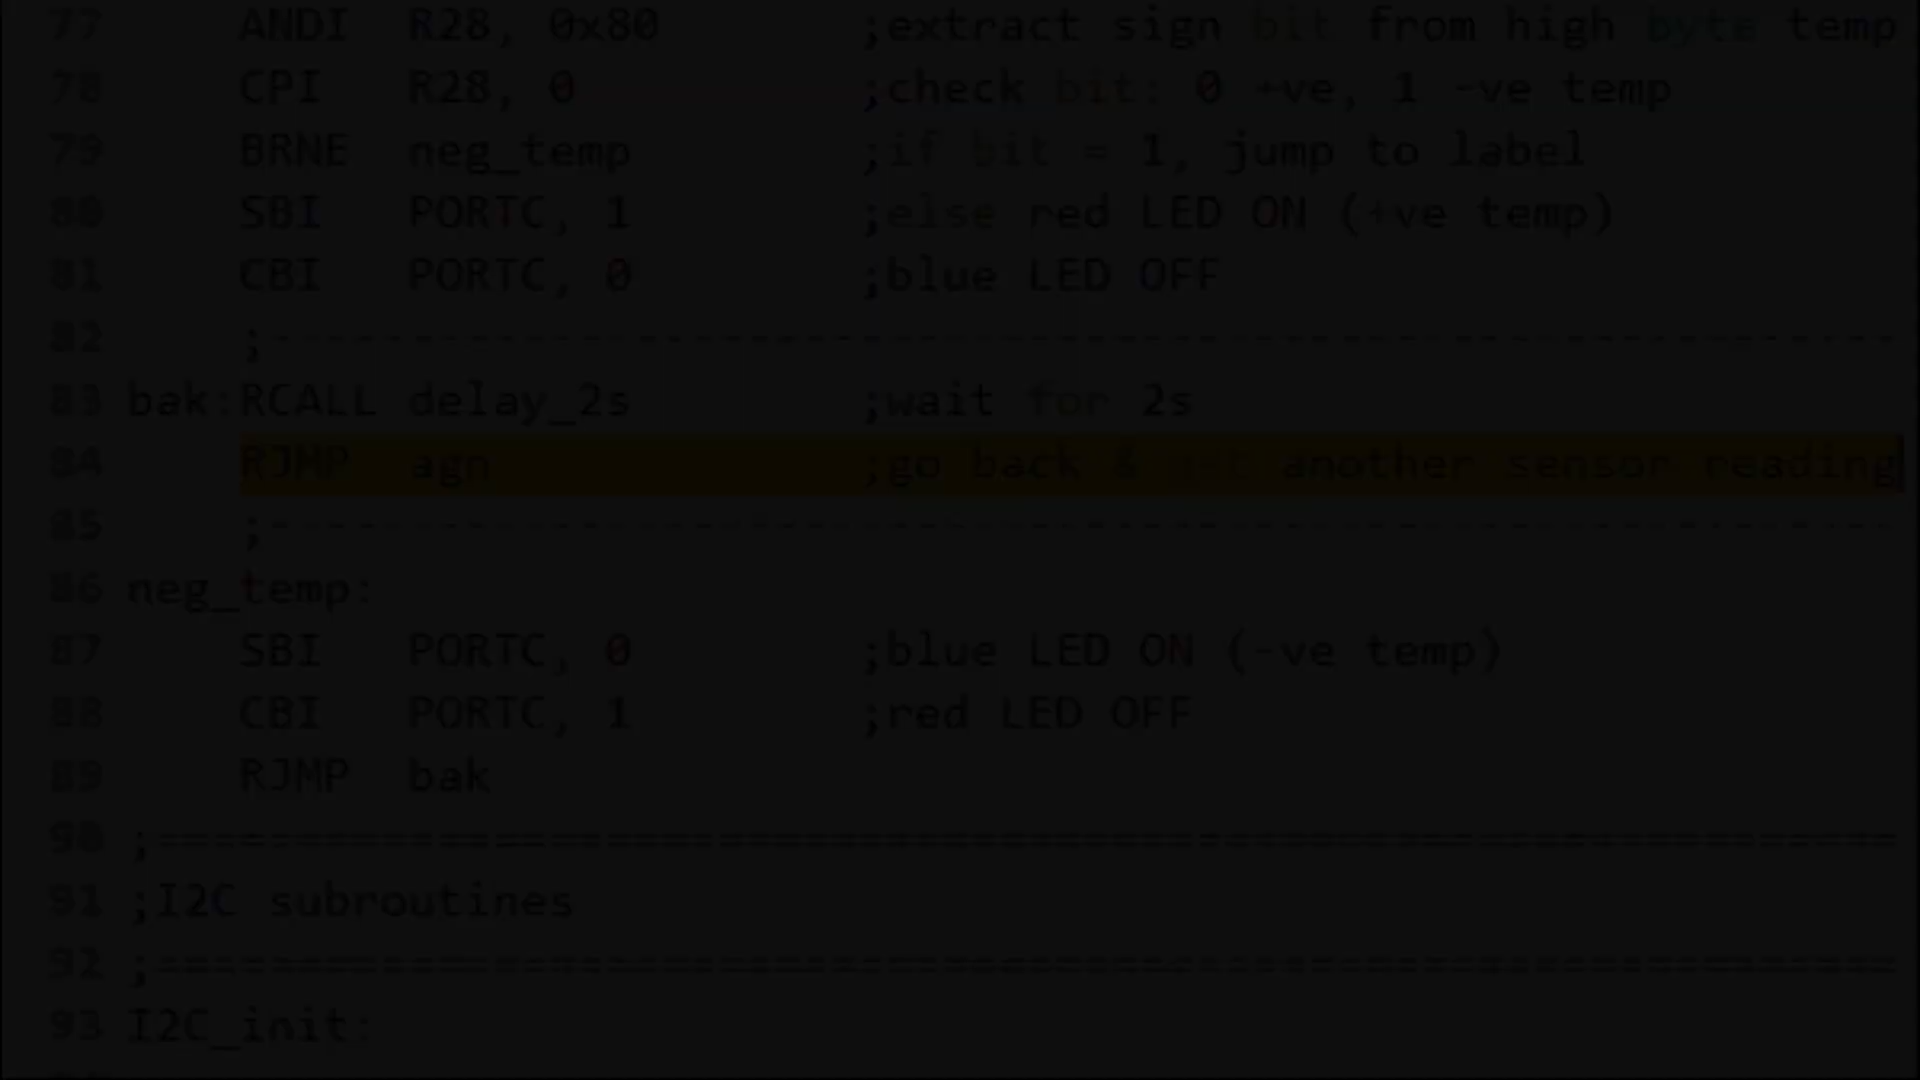 77 ANDI R28, 0x80 ;extract sign bit from high byte temp
78 CPI R28, 0 ;check bit: 0 +ve, 1 -ve temp
79 BRNE neg_temp ;if bit = 1, jump to label
80 SBI PORTC, 1 ;else red LED ON (+ve temp)
81 CBI PORTC, 0 ;blue LED OFF
82 ;-----------------------------------------------------------
83 bak:RCALL delay_2s ;wait for 2s
84 RJMP agn ;go back & get another sensor reading
85 ;-----------------------------------------------------------
86 neg_temp:
87 SBI PORTC, 0 ;blue LED ON (-ve temp)
88 CBI PORTC, 1 ;red LED OFF
89 RJMP bak
90 ;==============================================================
91 ;I2C subroutines
92 ;==============================================================
93 I2C_init: